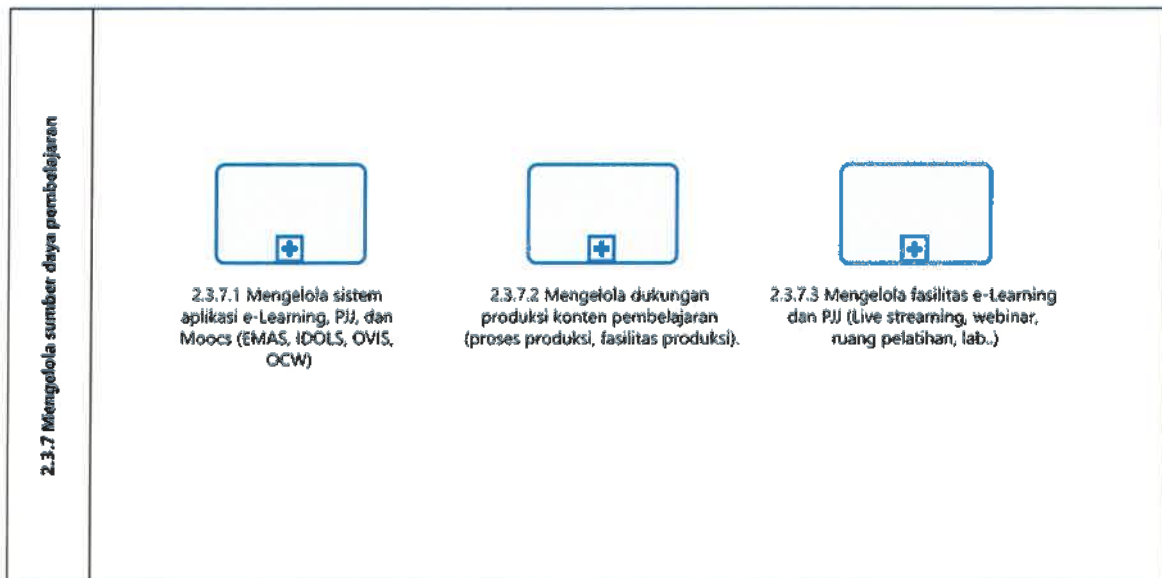 2.3.7 Mengelola sumber daya pembelajaran
2.3.7.1 Mengelola sistem
aplikasi e-Learning, PJJ, dan
Moocs (EMAS, IDOLS, OVIS,
OCW)
2.3.7.2 Mengelola dukungan
produksi konten pembelajaran
(proses produksi, fasilitas produksi).
2.3.7.3 Mengelola fasilitas e-Learning
dan PJJ (Live streaming, webinar,
ruang pelatihan, lab..)